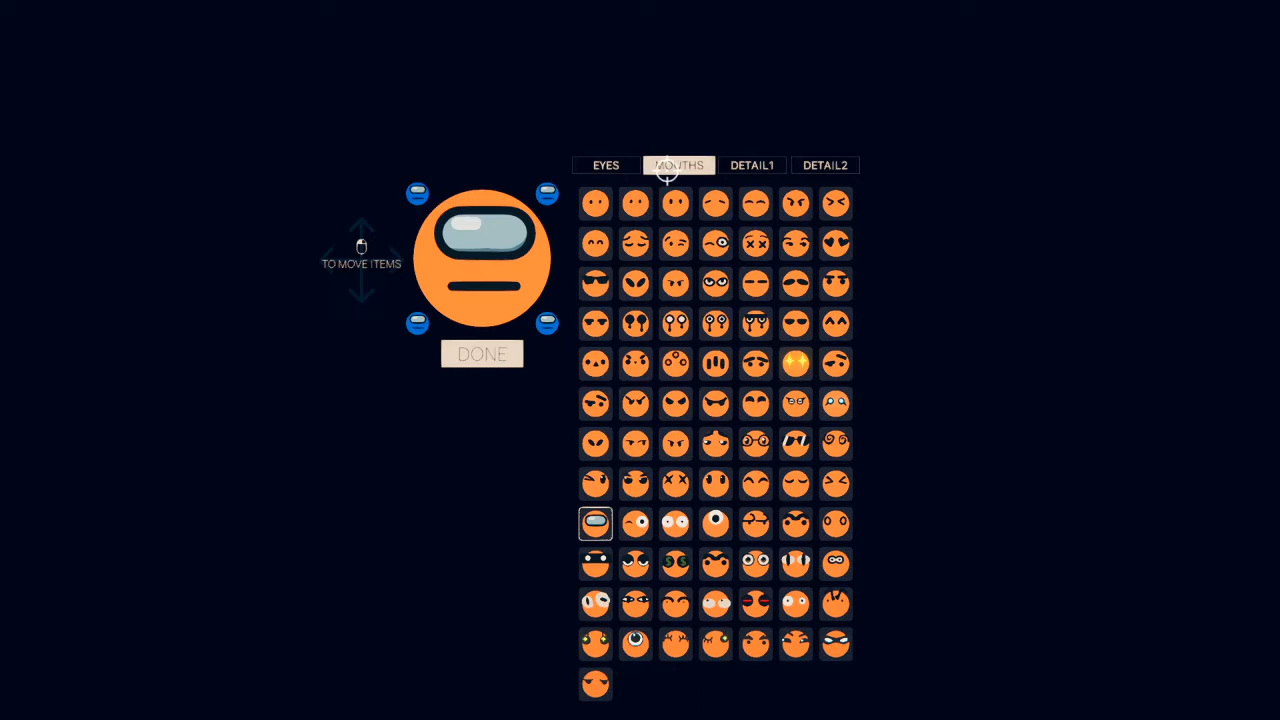 EYES
MOUTHS
DETAIL1
DETAIL2
TO MOVE ITEMS
DONE